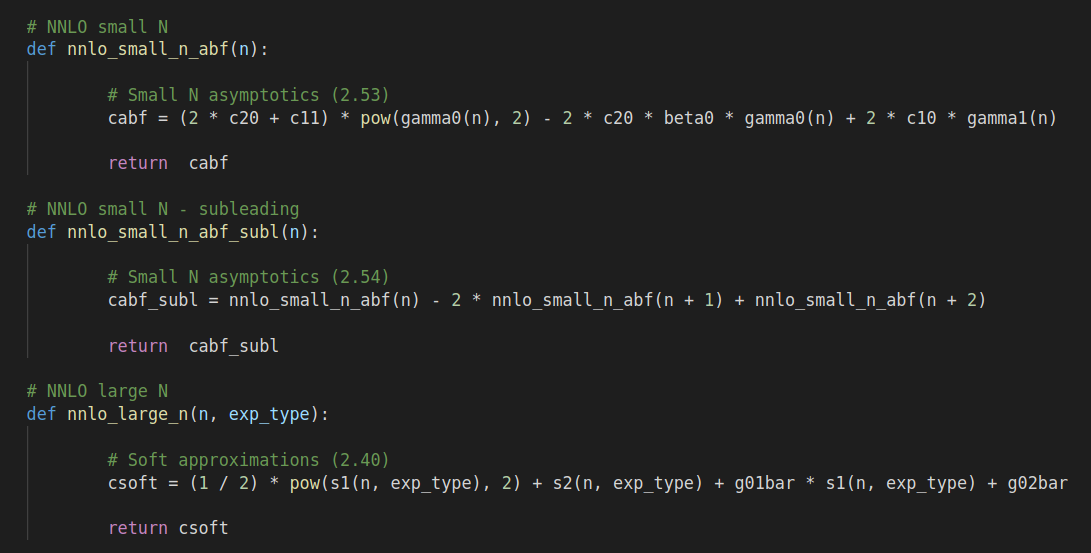 # NNLO small N
def nnlo_small_n_abf(n):
# Small N asymptotics (2.53)
cabf = (2 * c20 + c11) * pow(gamma0(n), 2) - 2 * c20 * beta0 * gamma0(n) + 2 * c10 * gamma1(n)
return  cabf
# NNLO small N - subleading
def nnlo_small_n_abf_subl(n):
# Small N asymptotics (2.54)
cabf_subl = nnlo_small_n_abf(n) - 2 * nnlo_small_n_abf(n + 1) + nnlo_small_n_abf(n + 2)
return  cabf_subl
# NNLO large N
def nnlo_large_n(n, exp_type):
# Soft approximations (2.40)
csoft = (1 / 2) * pow(s1(n, exp_type), 2) + s2(n, exp_type) + g01bar * s1(n, exp_type) + g02bar
return csoft